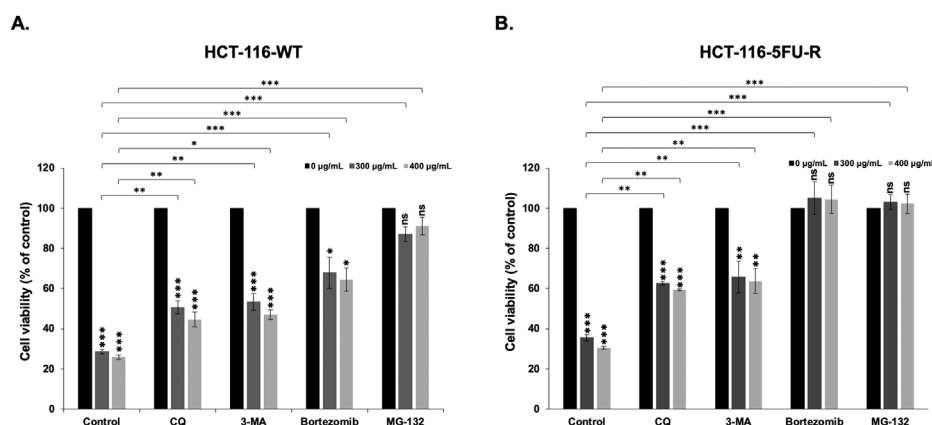 A.
HCT-116-WT
***
***
***
***
*
**
**
**
0 µg/mL 300 µg/mL 400 µg/mL
Cell viability (% of control)
120
100
80
60
40
20
0
***
***
***
***
***
***
*
*
ns
ns
Control CQ 3-MA Bortezomib MG-132
B.
HCT-116-5FU-R
***
***
***
***
**
**
**
**
0 µg/mL 300 µg/mL 400 µg/mL
Cell viability (% of control)
120
100
80
60
40
20
0
***
***
***
***
**
**
ns
ns
ns
ns
Control CQ 3-MA Bortezomib MG-132